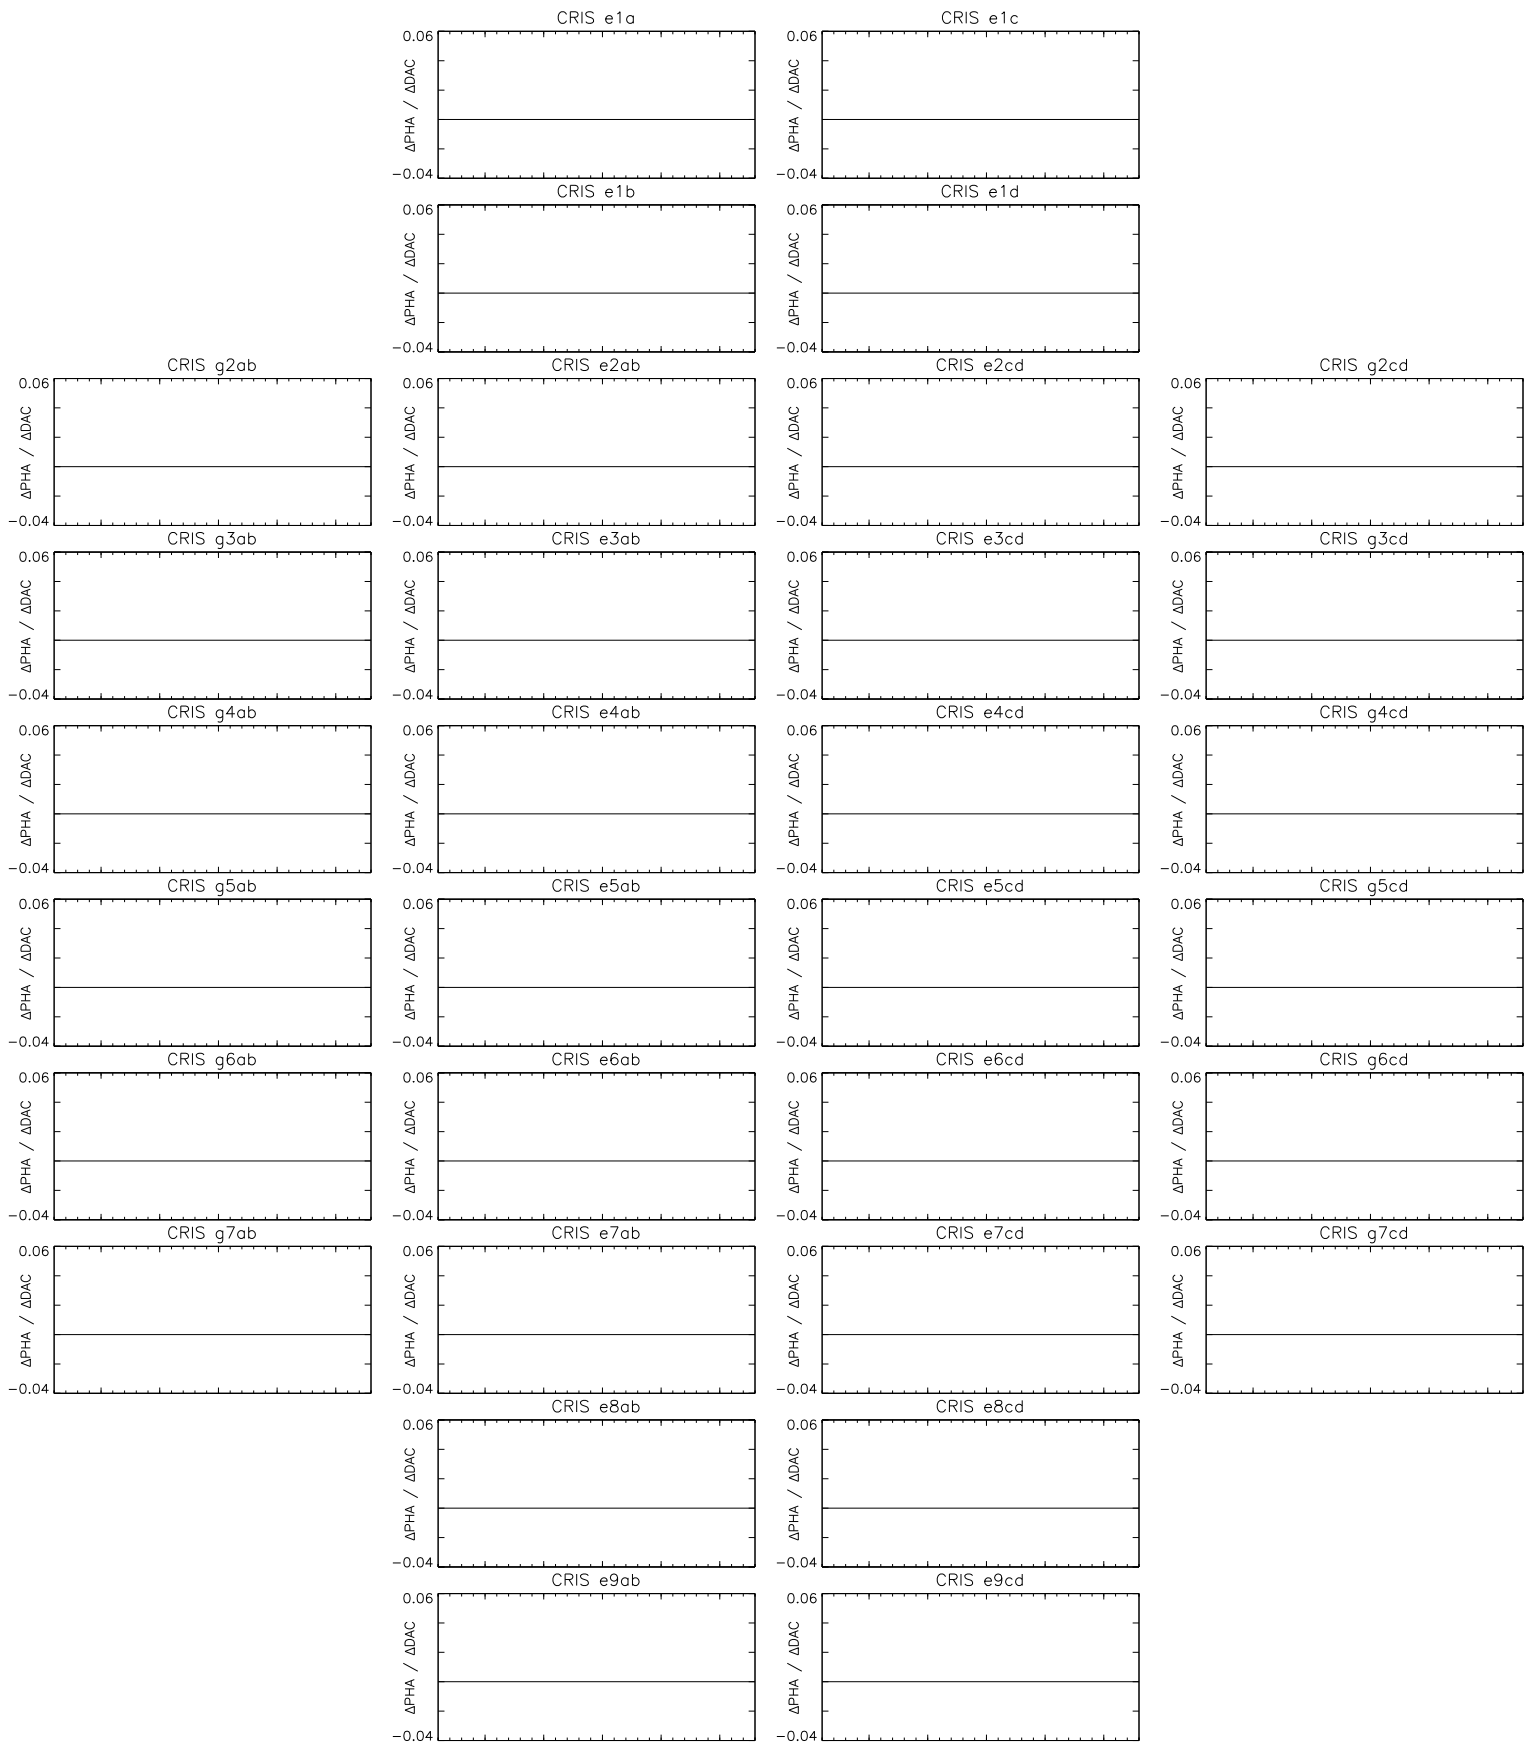 CRIS e1a CRIS e1c
0.06 0.06
ΔPHA / ΔDAC ΔPHA / ΔDAC
-0.04 -0.04
CRIS e1b CRIS e1d
0.06 0.06
ΔPHA / ΔDAC ΔPHA / ΔDAC
-0.04 -0.04
CRIS g2ab CRIS e2ab CRIS e2cd CRIS g2cd
0.06 0.06 0.06 0.06
ΔPHA / ΔDAC ΔPHA / ΔDAC ΔPHA / ΔDAC ΔPHA / ΔDAC
-0.04 -0.04 -0.04 -0.04
CRIS g3ab CRIS e3ab CRIS e3cd CRIS g3cd
0.06 0.06 0.06 0.06
ΔPHA / ΔDAC ΔPHA / ΔDAC ΔPHA / ΔDAC ΔPHA / ΔDAC
-0.04 -0.04 -0.04 -0.04
CRIS g4ab CRIS e4ab CRIS e4cd CRIS g4cd
0.06 0.06 0.06 0.06
ΔPHA / ΔDAC ΔPHA / ΔDAC ΔPHA / ΔDAC ΔPHA / ΔDAC
-0.04 -0.04 -0.04 -0.04
CRIS g5ab CRIS e5ab CRIS e5cd CRIS g5cd
0.06 0.06 0.06 0.06
ΔPHA / ΔDAC ΔPHA / ΔDAC ΔPHA / ΔDAC ΔPHA / ΔDAC
-0.04 -0.04 -0.04 -0.04
CRIS g6ab CRIS e6ab CRIS e6cd CRIS g6cd
0.06 0.06 0.06 0.06
ΔPHA / ΔDAC ΔPHA / ΔDAC ΔPHA / ΔDAC ΔPHA / ΔDAC
-0.04 -0.04 -0.04 -0.04
CRIS g7ab CRIS e7ab CRIS e7cd CRIS g7cd
0.06 0.06 0.06 0.06
ΔPHA / ΔDAC ΔPHA / ΔDAC ΔPHA / ΔDAC ΔPHA / ΔDAC
-0.04 -0.04 -0.04 -0.04
CRIS e8ab CRIS e8cd
0.06 0.06
ΔPHA / ΔDAC ΔPHA / ΔDAC
-0.04 -0.04
CRIS e9ab CRIS e9cd
0.06 0.06
ΔPHA / ΔDAC ΔPHA / ΔDAC
-0.04 -0.04